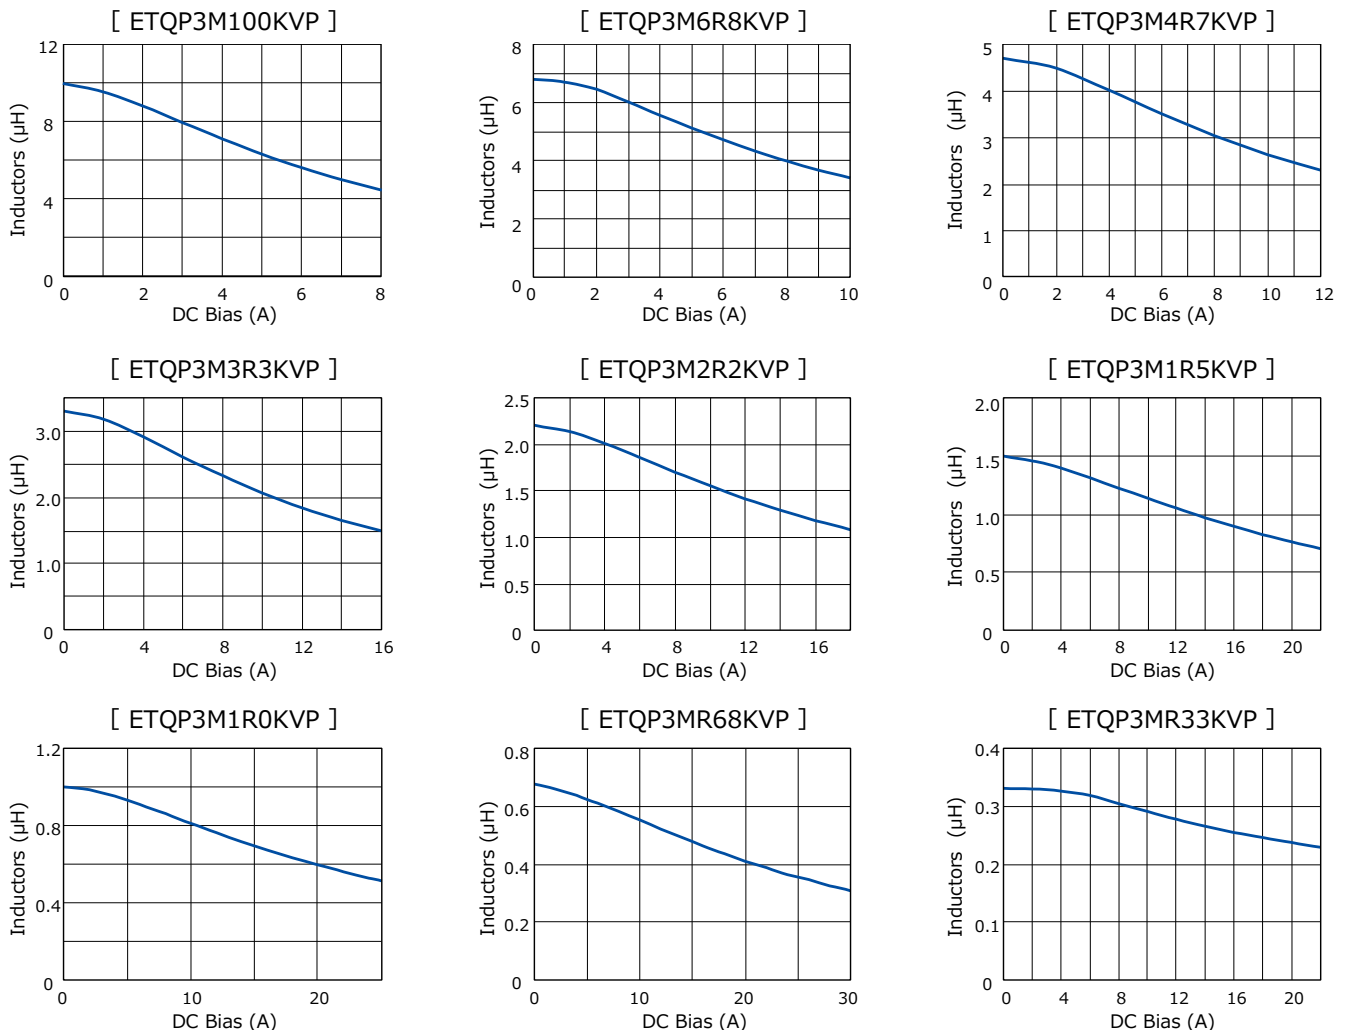 [ ETQP3M100KVP ]
12
8
4
0
Inductors (μH)
0 2 4 6 8
DC Bias (A)
[ ETQP3M6R8KVP ]
8
6
4
2
0
Inductors (μH)
0 2 4 6 8 10
DC Bias (A)
[ ETQP3M4R7KVP ]
5
4
3
2
1
0
Inductors (μH)
0 2 4 6 8 10 12
DC Bias (A)
[ ETQP3M3R3KVP ]
3.0
2.0
1.0
0
Inductors (μH)
0 4 8 12 16
DC Bias (A)
[ ETQP3M2R2KVP ]
2.5
2.0
1.5
1.0
0.5
0
Inductors (μH)
0 4 8 12 16
DC Bias (A)
[ ETQP3M1R5KVP ]
2.0
1.5
1.0
0.5
0
Inductors (μH)
0 4 8 12 16 20
DC Bias (A)
[ ETQP3M1R0KVP ]
1.2
0.8
0.4
0
Inductors (μH)
0 10 20
DC Bias (A)
[ ETQP3MR68KVP ]
0.8
0.6
0.4
0.2
0
Inductors (μH)
0 10 20 30
DC Bias (A)
[ ETQP3MR33KVP ]
0.4
0.3
0.2
0.1
0
Inductors (μH)
0 4 8 12 16 20
DC Bias (A)